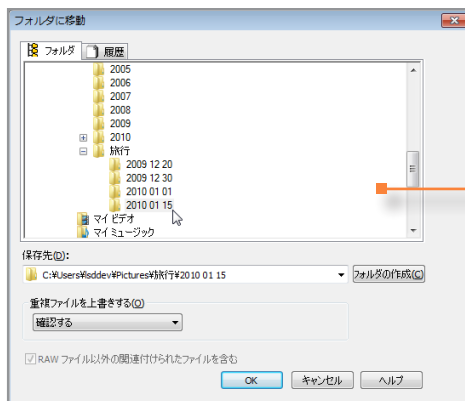 フォルダに移動
フォルダ 履歴
2005
2006
2007
2008
2009
2010
旅行
2009 12 20
2009 12 30
2010 01 01
2010 01 15
マイ ビデオ
マイ ミュージック
保存先(D):
C:¥Users¥lsddev¥Pictures¥旅行¥2010 01 15 フォルダの作成(C)
重複ファイルを上書きする(O)
確認する
RAW ファイル以外の関連付けられたファイルを含む
OK キャンセル ヘルプ